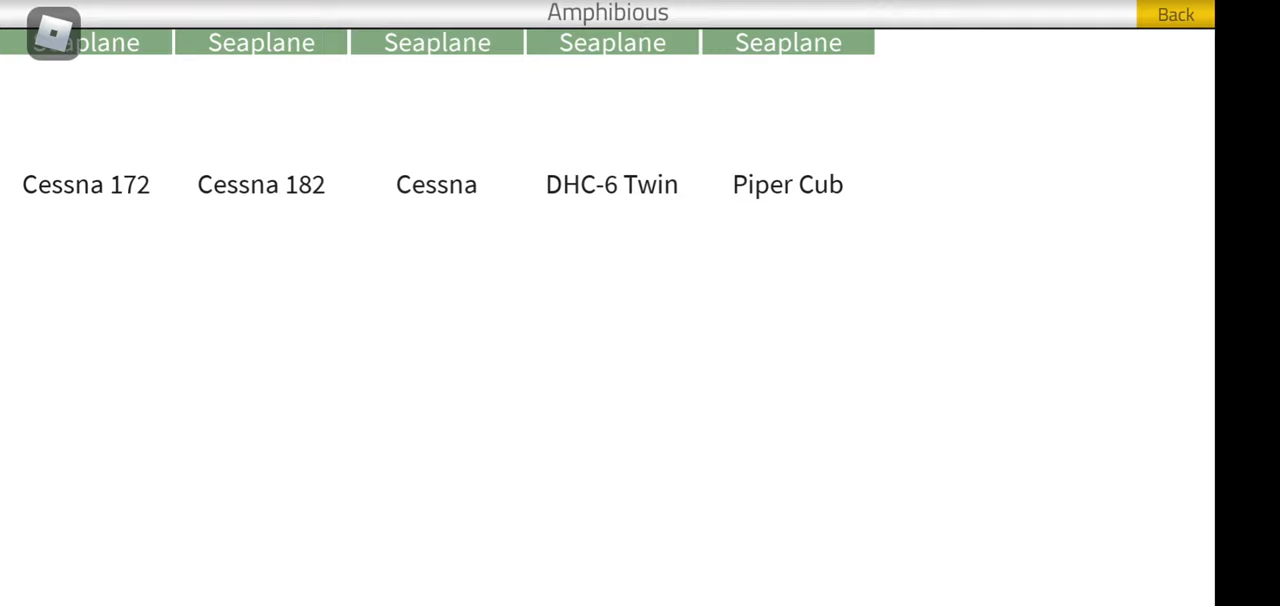 Amphibious
Back
Seaplane Seaplane Seaplane Seaplane
Cessna 172 Cessna 182 Cessna DHC-6 Twin Piper Cub